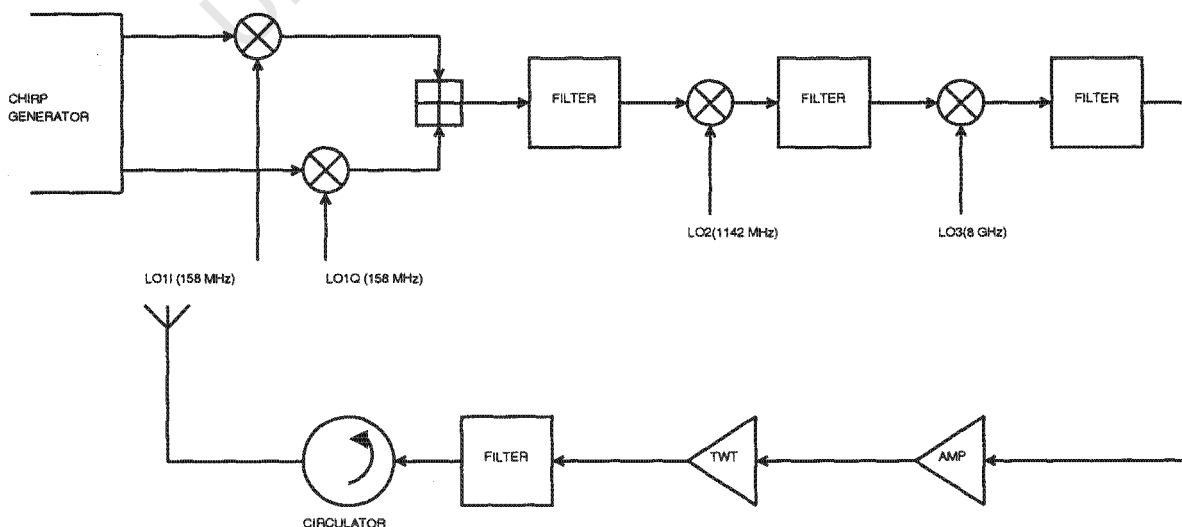 CHIRP
GENERATOR
FILTER
FILTER
FILTER
LO2(1142 MHz)
LO3(8 GHz)
LO1I (158 MHz)
LO1Q (158 MHz)
FILTER
TWT
AMP
CIRCULATOR